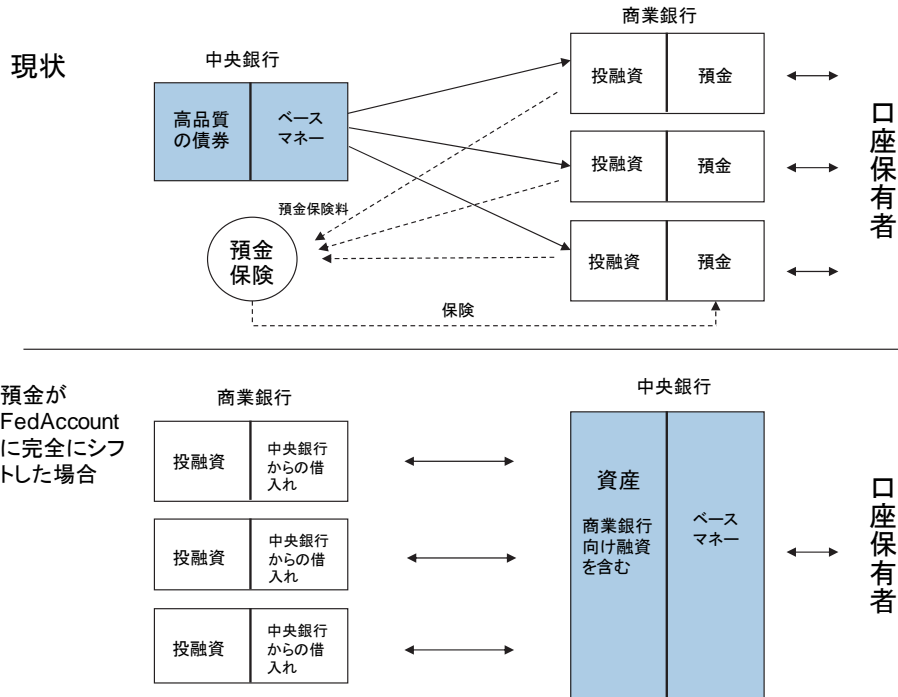 現状
中央銀行
高品質
の債券
ベース
マネー
商業銀行
投融資
預金
投融資
預金
投融資
預金
口座保有者
預金保険料
預金
保険
保険
預金が
FedAccount
に完全にシフ
トした場合
商業銀行
投融資
中央銀行
からの借
入れ
投融資
中央銀行
からの借
入れ
投融資
中央銀行
からの借
入れ
中央銀行
資産
商業銀行
向け融資
を含む
ベース
マネー
口座保有者